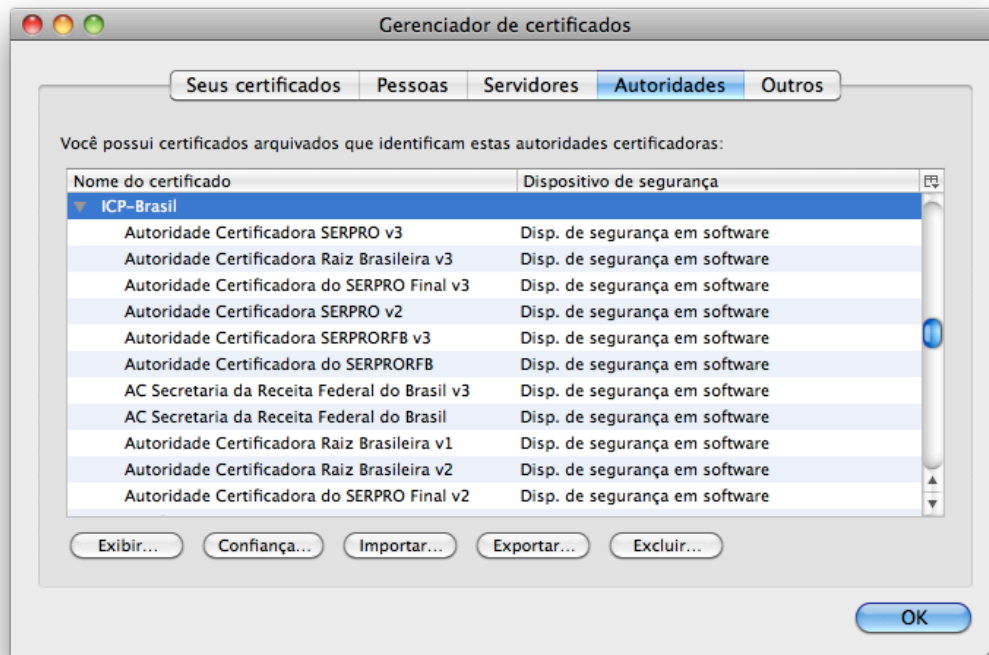 Gerenciador de certificados
Seus certificados Pessoas Servidores Autoridades Outros
Você possui certificados arquivados que identificam estas autoridades certificadoras:
Nome do certificado Dispositivo de segurança
ICP-Brasil
Autoridade Certificadora SERPRO v3 Disp. de segurança em software
Autoridade Certificadora Raiz Brasileira v3 Disp. de segurança em software
Autoridade Certificadora do SERPRO Final v3 Disp. de segurança em software
Autoridade Certificadora SERPRO v2 Disp. de segurança em software
Autoridade Certificadora SERPRORFB v3 Disp. de segurança em software
Autoridade Certificadora do SERPRORFB Disp. de segurança em software
AC Secretaria da Receita Federal do Brasil v3 Disp. de segurança em software
AC Secretaria da Receita Federal do Brasil Disp. de segurança em software
Autoridade Certificadora Raiz Brasileira v1 Disp. de segurança em software
Autoridade Certificadora Raiz Brasileira v2 Disp. de segurança em software
Autoridade Certificadora do SERPRO Final v2 Disp. de segurança em software
Exibir... Confiança... Importar... Exportar... Excluir...
OK